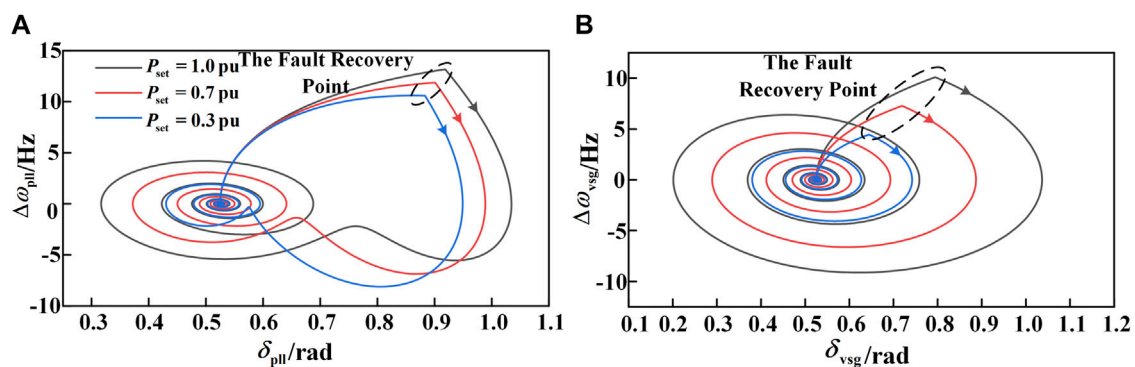 A
15
10
5
0
-5
-10
Δω_pll/Hz
The Fault Recovery
Point
P_set = 1.0 pu
P_set = 0.7 pu
P_set = 0.3 pu
0.3 0.4 0.5 0.6 0.7 0.8 0.9 1.0 1.1
δ_pll/rad
B
10
5
0
-5
-10
Δω_vsg/Hz
The Fault
Recovery Point
0.1 0.2 0.3 0.4 0.5 0.6 0.7 0.8 0.9 1.0 1.1 1.2
δ_vsg/rad